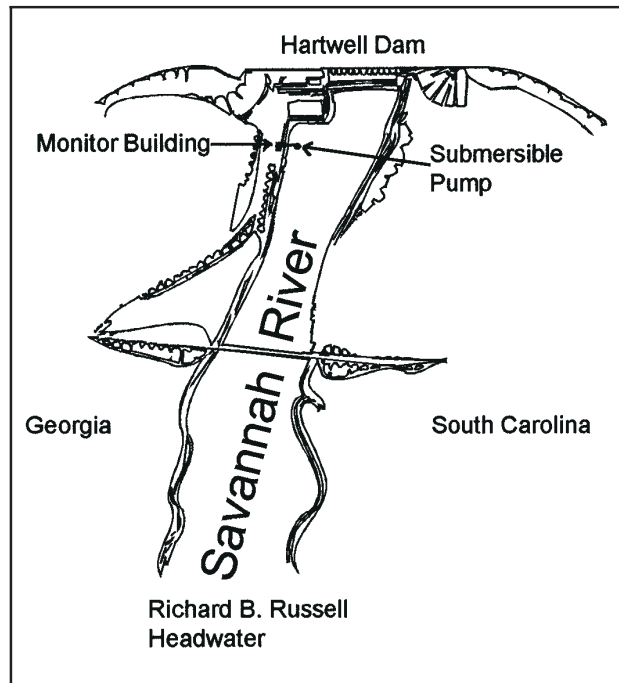 Hartwell Dam
Monitor Building
Submersible
Pump
Savannah River
Georgia
South Carolina
Richard B. Russell
Headwater